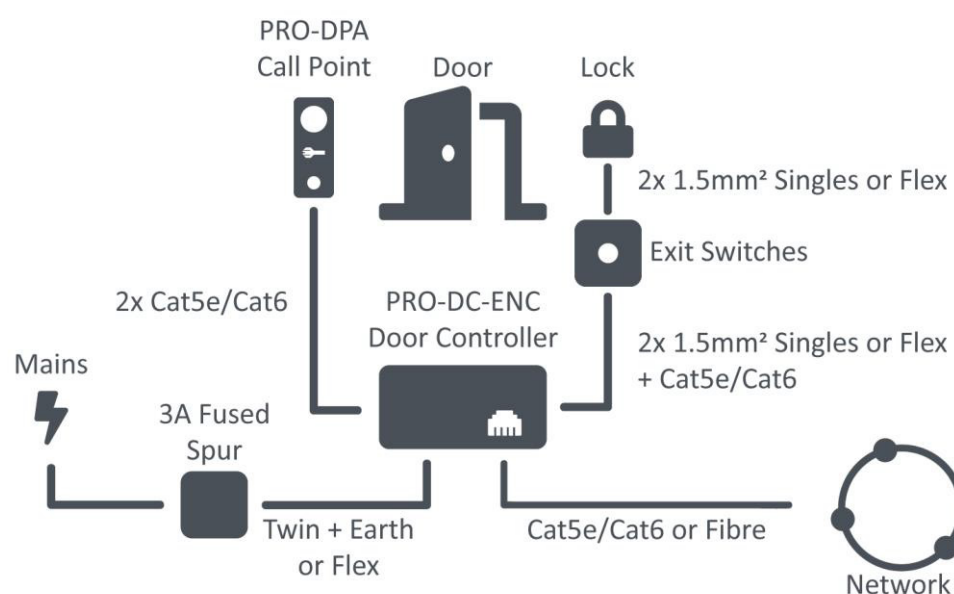 PRO-DPA
Call Point
Door
Lock
2x 1.5mm² Singles or Flex
Exit Switches
2x Cat5e/Cat6
PRO-DC-ENC
Door Controller
2x 1.5mm² Singles or Flex
+ Cat5e/Cat6
Mains
3A Fused
Spur
Twin + Earth
or Flex
Cat5e/Cat6 or Fibre
Network